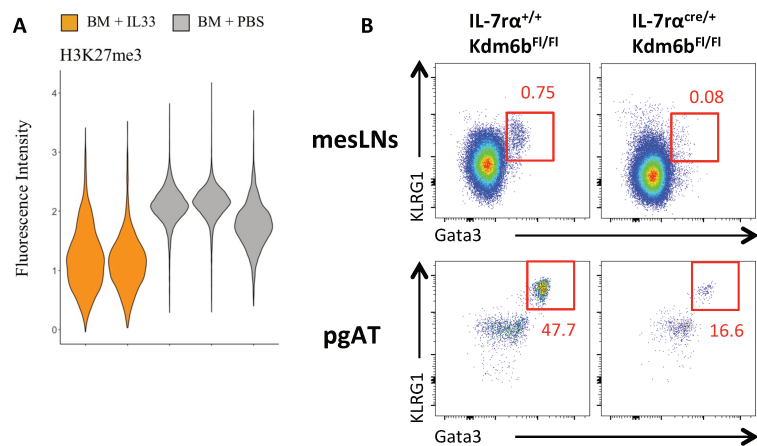 A
BM + IL33
BM + PBS
H3K27me3
Fluorescence Intensity
4
3
2
1
0
B
IL-7rα+/+
Kdm6bFl/Fl
IL-7rαcre/+
Kdm6bFl/Fl
mesLNs
0.75
0.08
KLRG1
Gata3
pgAT
47.7
16.6
KLRG1
Gata3